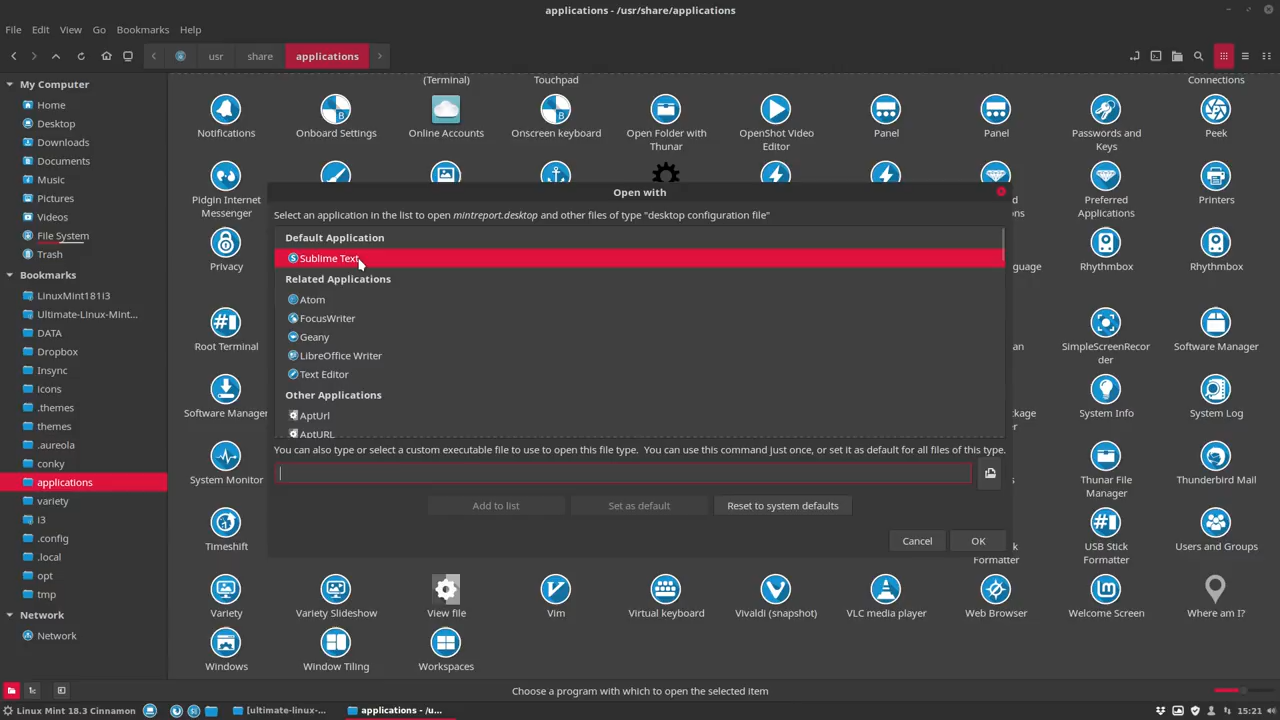 applications - /usr/share/applications
File Edit View Go Bookmarks Help
usr share applications
My Computer
Home
Desktop
Downloads
Documents
Music
Pictures
Videos
File System
Trash
Bookmarks
LinuxMint181i3
Ultimate-Linux-Mint...
DATA
Dropbox
Insync
icons
.themes
themes
.aureola
conky
applications
variety
i3
.config
.local
opt
tmp
Network
Network
(Terminal) Touchpad Connections
Notifications Onboard Settings Online Accounts Onscreen keyboard Open Folder with OpenShot Video Panel Panel Passwords and Peek
Thunar Editor Keys
Pidgin Internet Preferred Printers
Messenger Applications
Privacy Rhythmbox Rhythmbox
Root Terminal SimpleScreenRecor Software Manager
der
Software Manager System Info System Log
System Monitor Thunar File Thunderbird Mail
Manager
Timeshift USB Stick Users and Groups
Formatter Formatter
Variety Variety Slideshow View file Vim Virtual keyboard Vivaldi (snapshot) VLC media player Web Browser Welcome Screen Where am I?
Windows Window Tiling Workspaces
Open with
Select an application in the list to open mintreport.desktop and other files of type "desktop configuration file"
Default Application
Sublime Text
Related Applications
Atom
FocusWriter
Geany
LibreOffice Writer
Text Editor
Other Applications
AptUrl
AptURL
You can also type or select a custom executable file to use to open this file type. You can use this command just once, or set it as default for all files of this type.
Add to list Set as default Reset to system defaults
Cancel OK
Choose a program with which to open the selected item
Linux Mint 18.3 Cinnamon [ultimate-linux-... applications - /u... 15:21